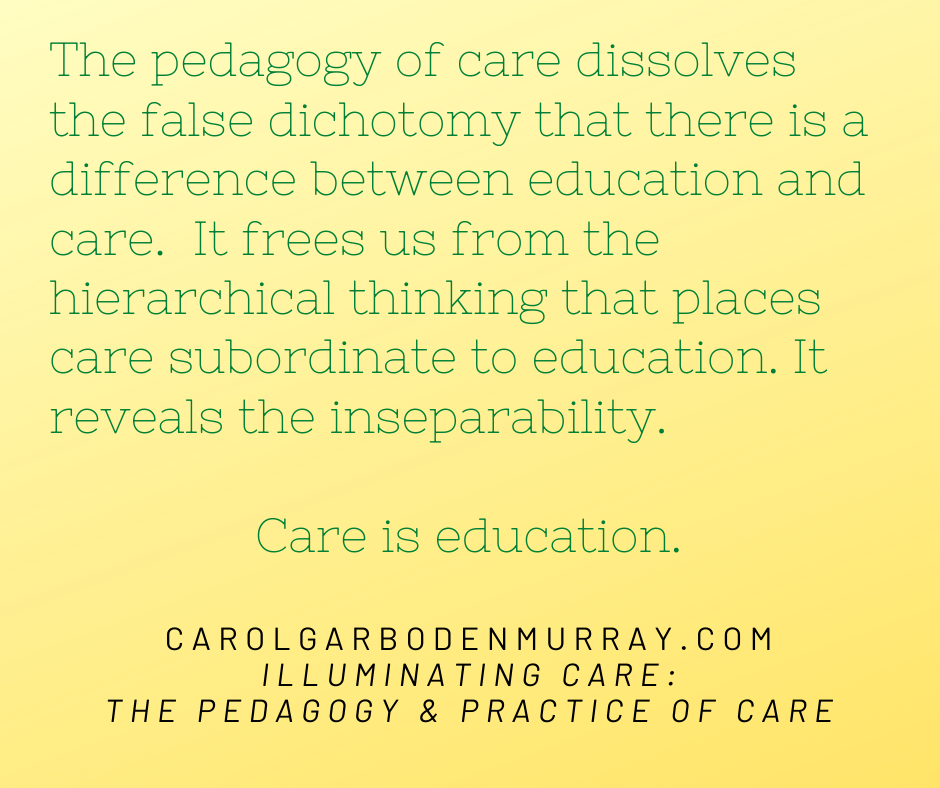 The pedagogy of care dissolves
the false dichotomy that there is a
difference between education and
care.  It frees us from the
hierarchical thinking that places
care subordinate to education. It
reveals the inseparability.
Care is education.
CAROLGARBODENMURRAY.COM
ILLUMINATING CARE:
THE PEDAGOGY & PRACTICE OF CARE